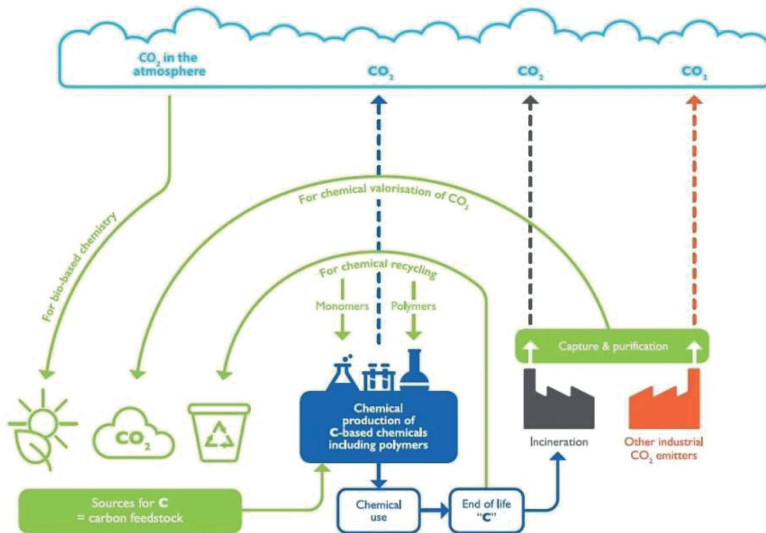 CO₂ in the
atmosphere
CO₂
CO₂
CO₂
For bio-based chemistry
For chemical valorisation of CO₂
For chemical recycling
Monomers
Polymers
Capture & purification
CO₂
Chemical
production of
C-based chemicals
including polymers
Incineration
Other industrial
CO₂ emitters
Sources for C
= carbon feedstock
Chemical
use
End of life
"C"